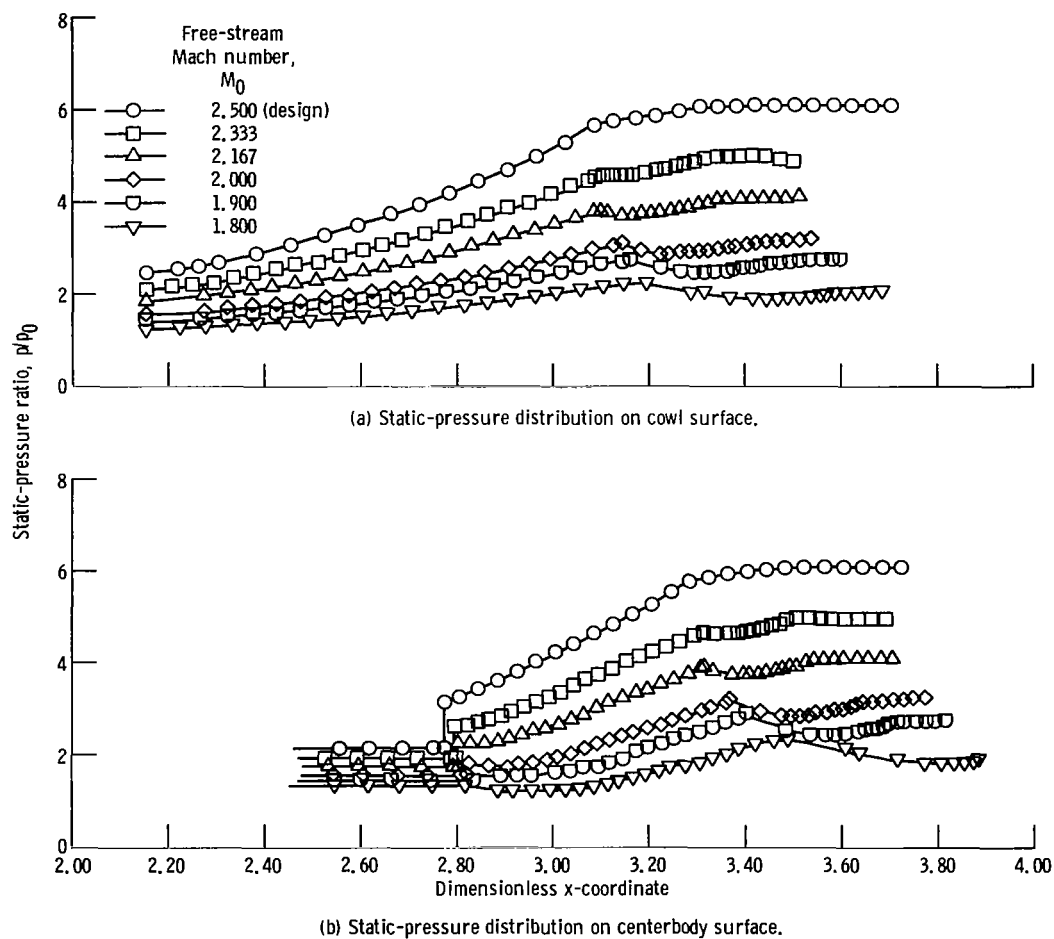 8
6
4
2
0
Free-stream
Mach number,
M0
2.500 (design)
2.333
2.167
2.000
1.900
1.800
(a) Static-pressure distribution on cowl surface.
Static-pressure ratio, p/p0
8
6
4
2
0
2.00 2.20 2.40 2.60 2.80 3.00 3.20 3.40 3.60 3.80 4.00
Dimensionless x-coordinate
(b) Static-pressure distribution on centerbody surface.